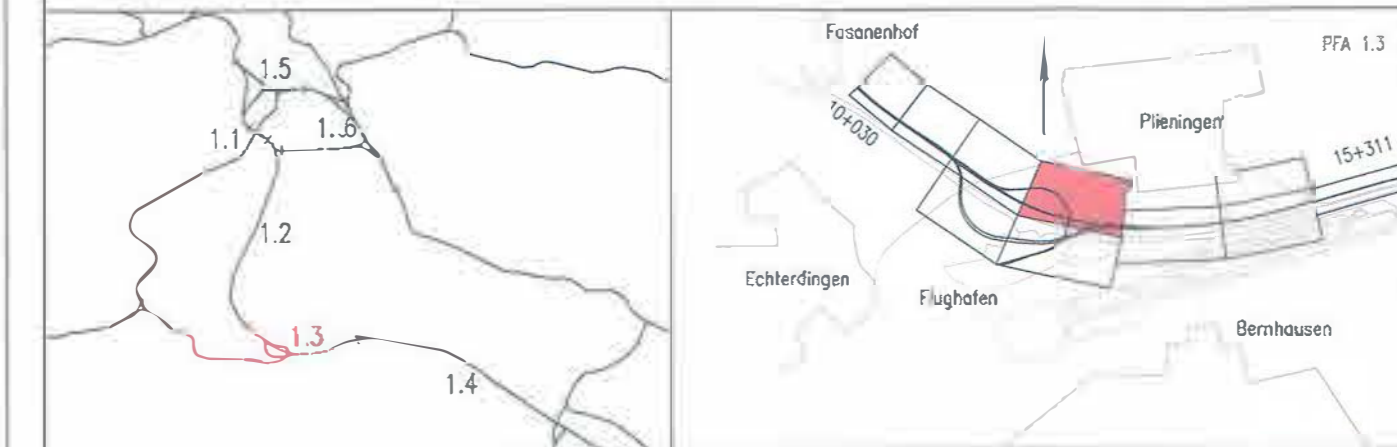 1.5
1.1
1.6
1.2
1.3
1.4
Fasanenhof
PFA 1.3
10+030
Plieningen
15+311
Echterdingen
Flughafen
Bernhausen